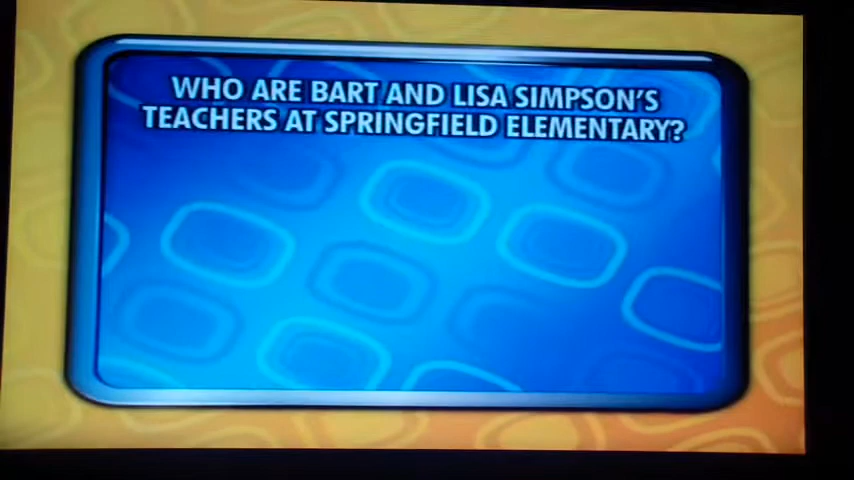 WHO ARE BART AND LISA SIMPSON'S
TEACHERS AT SPRINGFIELD ELEMENTARY?